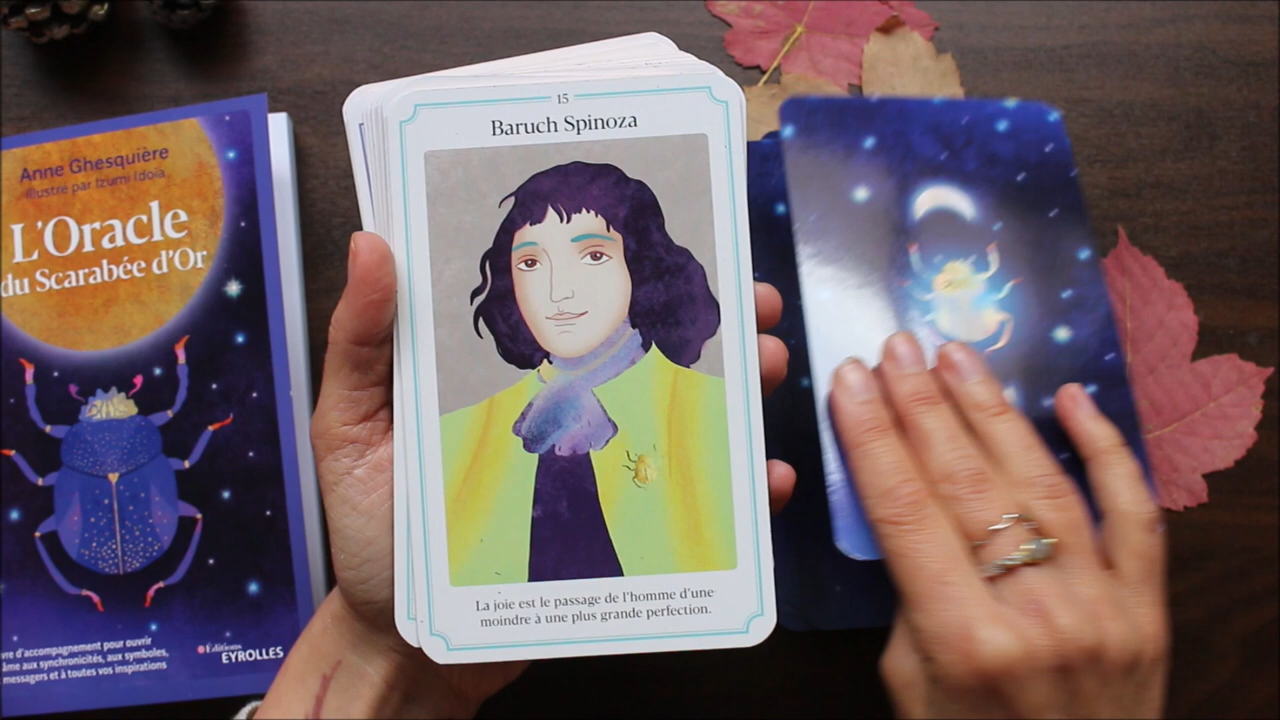 Anne Ghesquière
Illustré par Izumi Idoia
L'Oracle
du Scarabée d'Or
d'accompagnement pour ouvrir
âme aux synchronicités, aux symboles,
messagers et à toutes vos inspirations
Éditions
EYROLLES
15
Baruch Spinoza
La joie est le passage de l'homme d'une
moindre à une plus grande perfection.